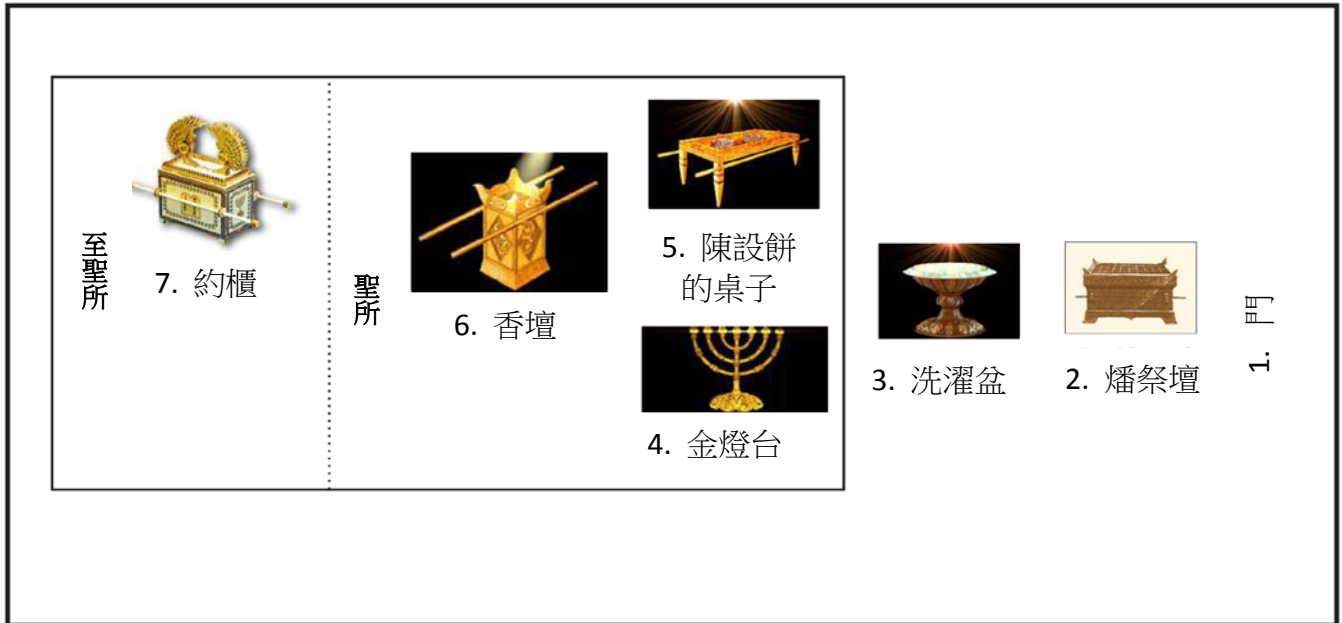 至聖所
7. 約櫃
聖所
6. 香壇
5. 陳設餅
的桌子
4. 金燈台
3. 洗濯盆
2. 燔祭壇
1. 門